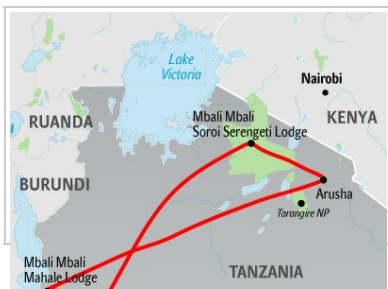 Lake
Victoria
Nairobi
Mbali Mbali
Soroi Serengeti Lodge
KENYA
RUANDA
BURUNDI
Arusha
Tarangire NP
Mbali Mbali
Mahale Lodge
TANZANIA